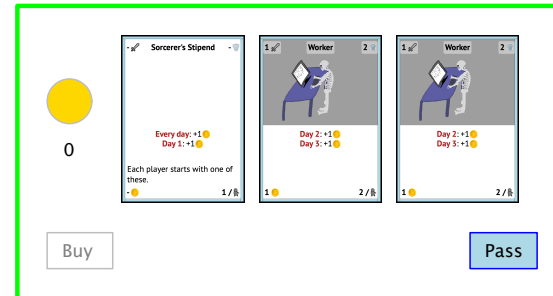 - Sorcerer's Stipend -
1 Worker 2
1 Worker 2
0
Every day: +1
Day 1: +1
Each player starts with one of
these.
- 1 /
Day 2: +1
Day 3: +1
1 2 /
Day 2: +1
Day 3: +1
1 2 /
Buy
Pass